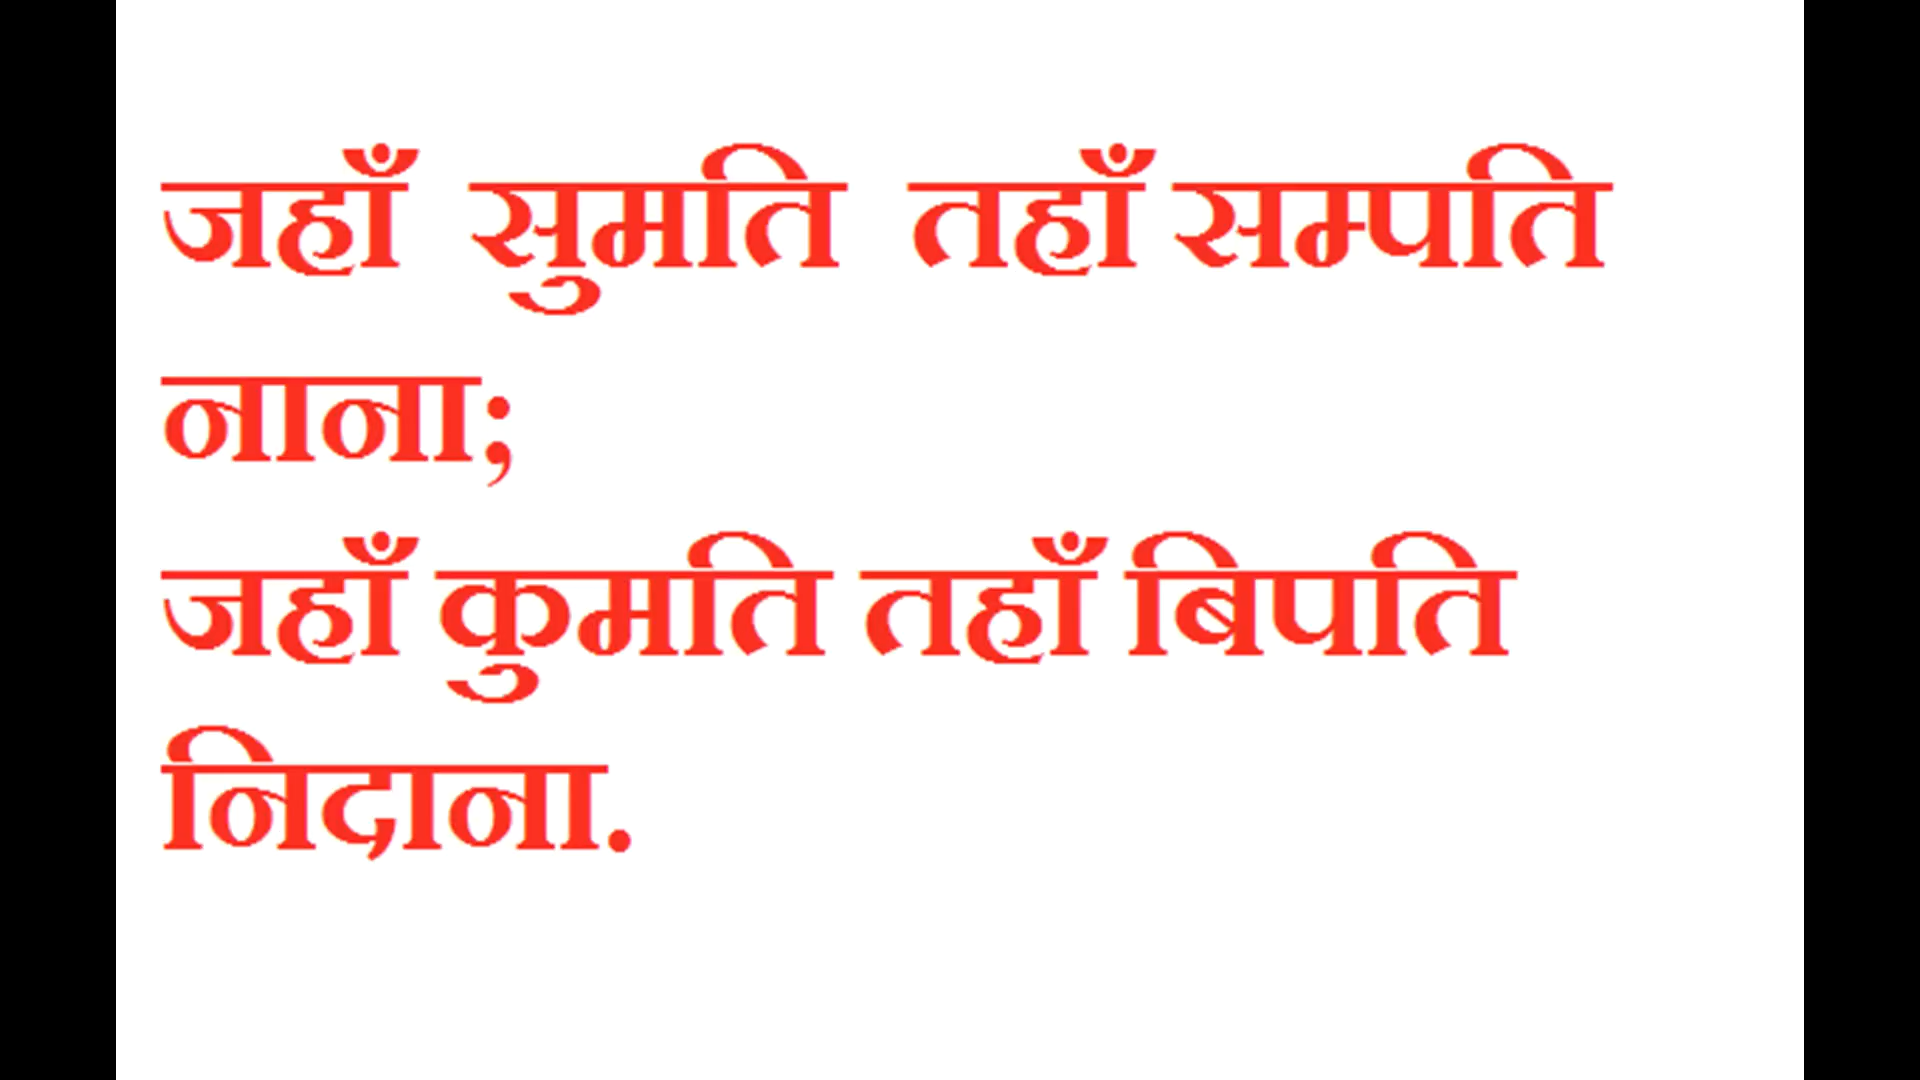 जहाँ सुमति तहाँ सम्पति
नाना;
जहाँ कुमति तहाँ बिपति
निदाना.